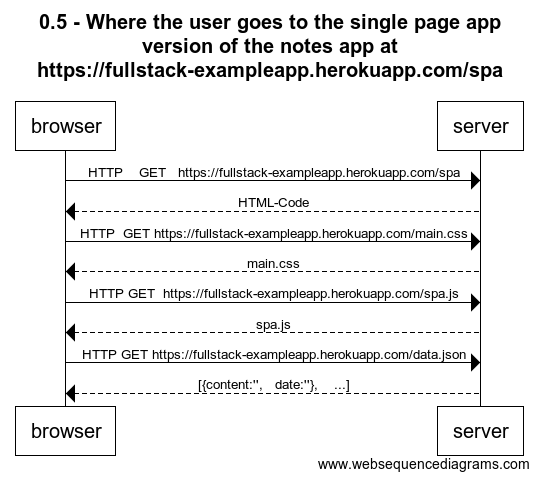 0.5 - Where the user goes to the single page app
version of the notes app at
https://fullstack-exampleapp.herokuapp.com/spa
browser server
HTTP GET https://fullstack-exampleapp.herokuapp.com/spa
HTML-Code
HTTP GET https://fullstack-exampleapp.herokuapp.com/main.css
main.css
HTTP GET https://fullstack-exampleapp.herokuapp.com/spa.js
spa.js
HTTP GET https://fullstack-exampleapp.herokuapp.com/data.json
[{content:'', date:''}, ...]
browser server
www.websequencediagrams.com